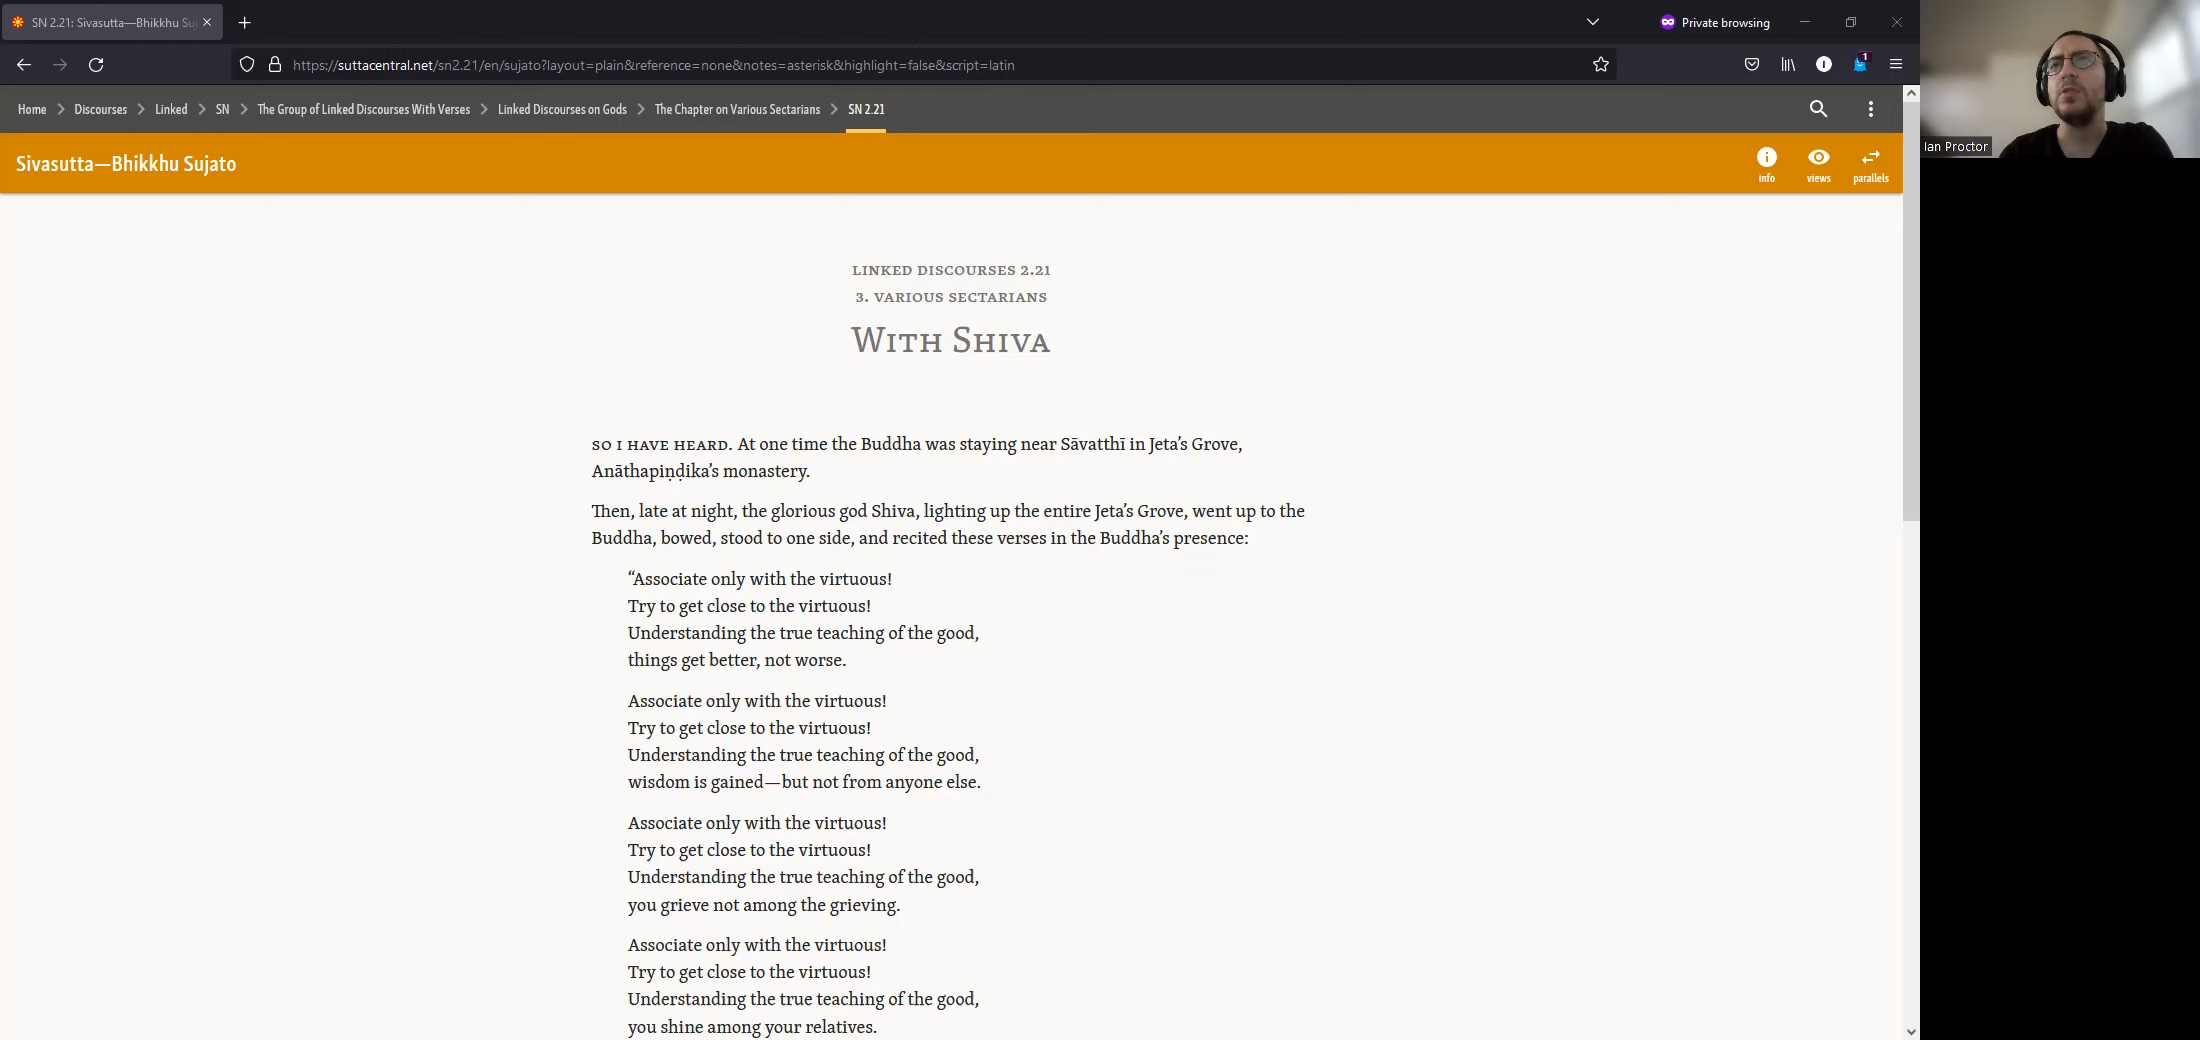 SN 2.21: Sivasutta—Bhikkhu Su
Private browsing
https://suttacentral.net/sn2.21/en/sujato?layout=plain&reference=none&notes=asterisk&highlight=false&script=latin
1
Home Discourses Linked SN The Group of Linked Discourses With Verses Linked Discourses on Gods The Chapter on Various Sectarians SN 2.21
Ian Proctor
Sivasutta—Bhikkhu Sujato
info views parallels
LINKED DISCOURSES 2.21
3. VARIOUS SECTARIANS
WITH SHIVA
SO I HAVE HEARD. At one time the Buddha was staying near Sāvatthī in Jeta’s Grove,
Anāthapiṇḍika’s monastery.
Then, late at night, the glorious god Shiva, lighting up the entire Jeta’s Grove, went up to the
Buddha, bowed, stood to one side, and recited these verses in the Buddha’s presence:
“Associate only with the virtuous!
Try to get close to the virtuous!
Understanding the true teaching of the good,
things get better, not worse.
Associate only with the virtuous!
Try to get close to the virtuous!
Understanding the true teaching of the good,
wisdom is gained—but not from anyone else.
Associate only with the virtuous!
Try to get close to the virtuous!
Understanding the true teaching of the good,
you grieve not among the grieving.
Associate only with the virtuous!
Try to get close to the virtuous!
Understanding the true teaching of the good,
you shine among your relatives.